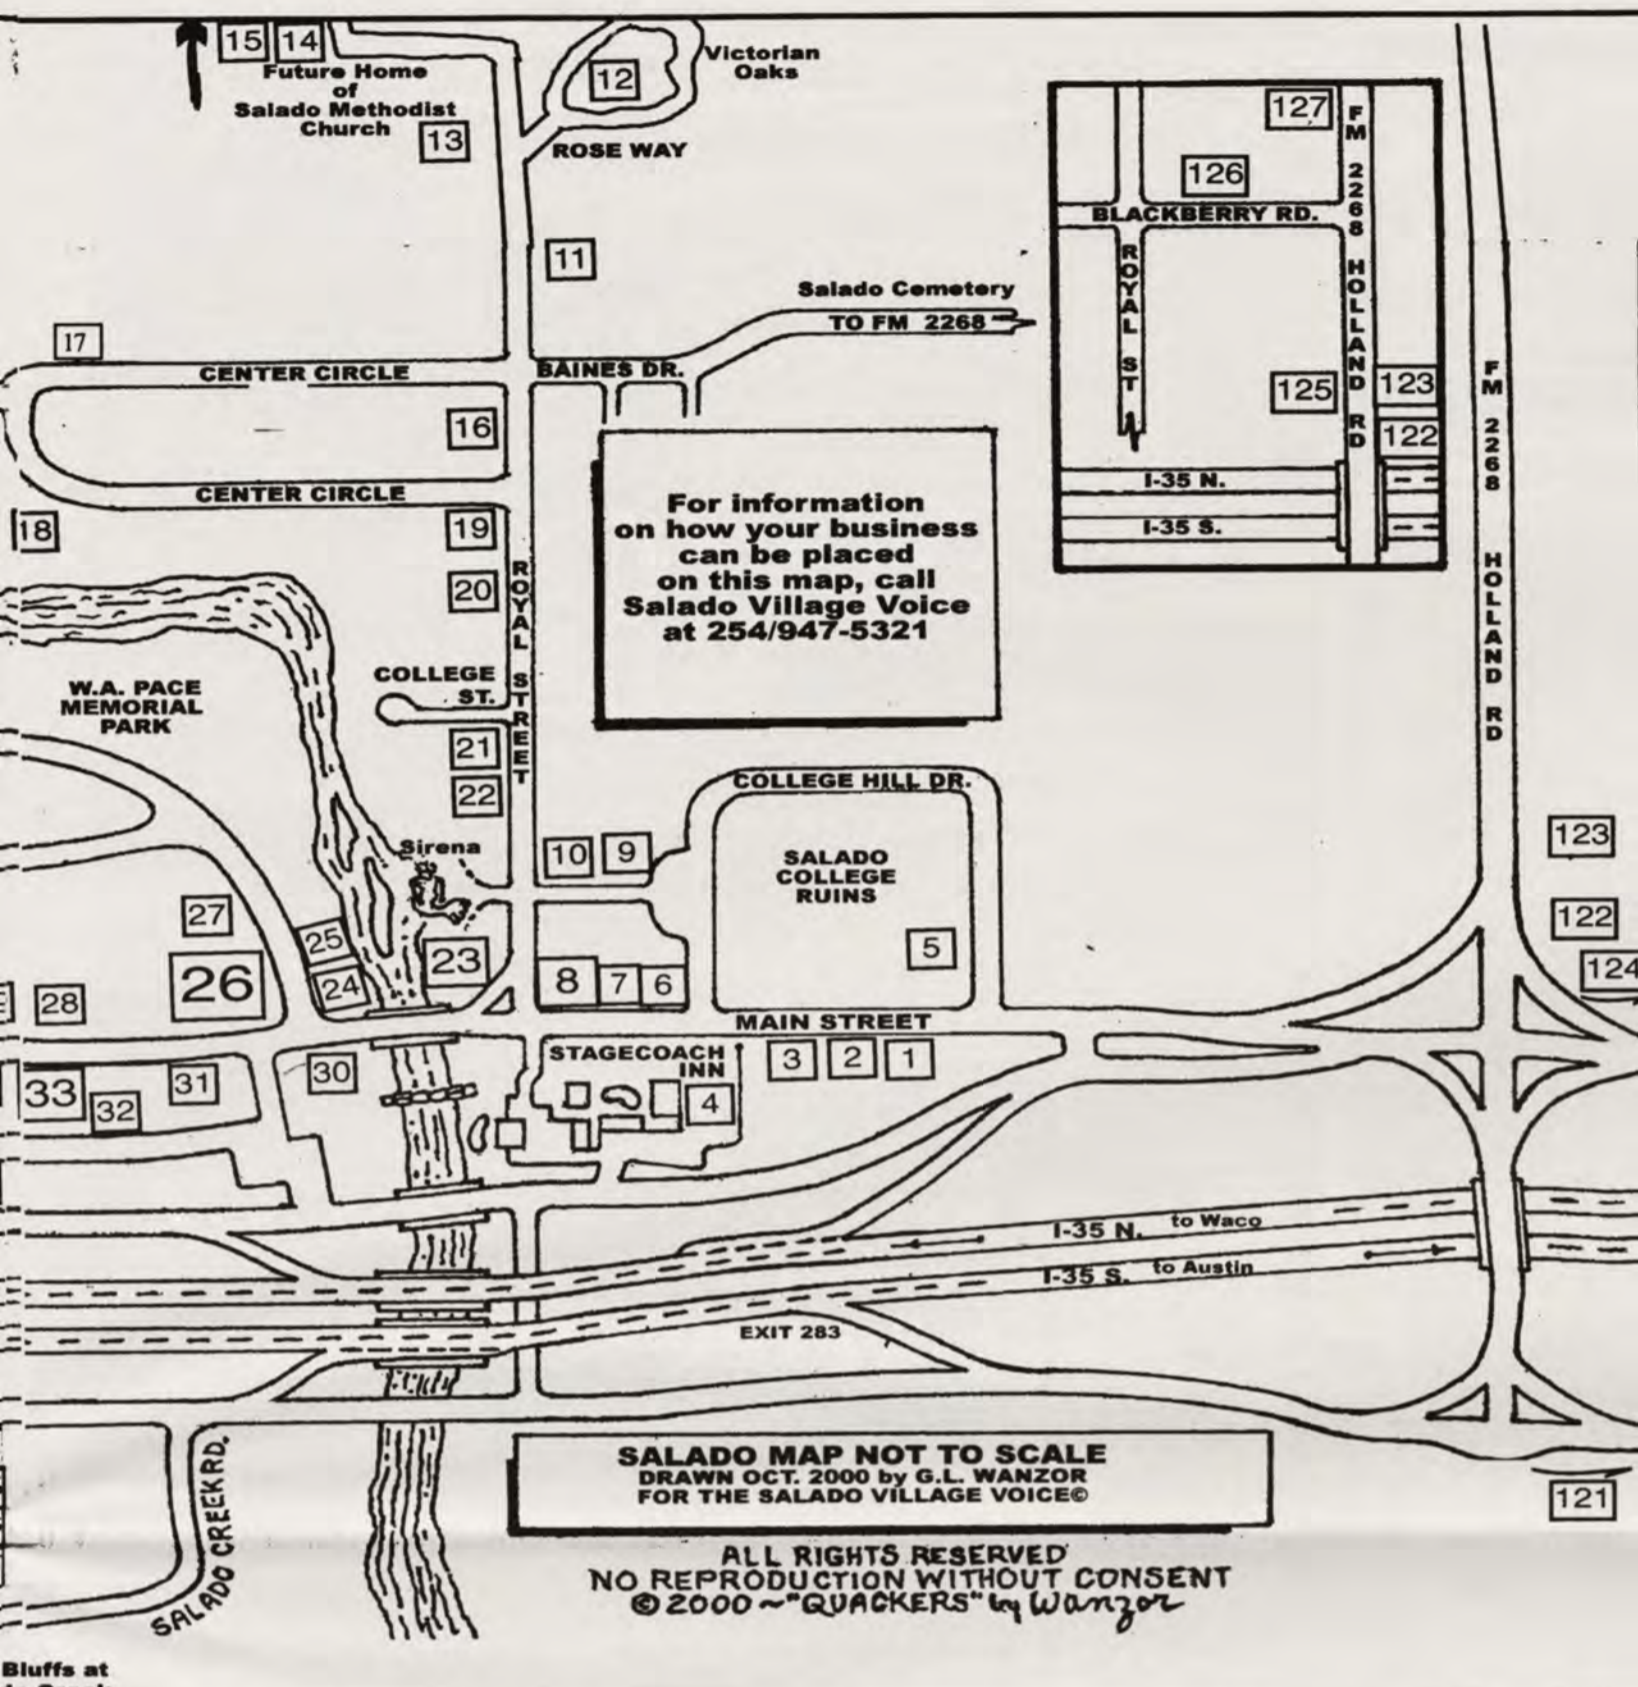 15
14
Future Home
of
Salado Methodist
Church
13
12
Victorian
Oaks
ROSE WAY
11
Salado Cemetery
TO FM 2268
17
CENTER CIRCLE
BAINES DR.
16
CENTER CIRCLE
18
19
20
ROYAL STREET
For information
on how your business
can be placed
on this map, call
Salado Village Voice
at 254/947-5321
127
126
BLACKBERRY RD.
ROYAL ST
FM 2268 HOLLAND RD
125
123
122
I-35 N.
I-35 S.
FM 2268 HOLLAND RD
COLLEGE
ST.
W.A. PACE
MEMORIAL
PARK
21
22
COLLEGE HILL DR.
Sirena
10
9
SALADO
COLLEGE
RUINS
5
123
122
124
27
25
26
24
23
8
7
6
28
MAIN STREET
STAGECOACH
INN
3
2
1
4
33
32
31
30
I-35 N. to Waco
I-35 S. to Austin
EXIT 283
SALADO CREEK RD.
SALADO MAP NOT TO SCALE
DRAWN OCT. 2000 by G.L. WANZOR
FOR THE SALADO VILLAGE VOICE©
121
ALL RIGHTS RESERVED
NO REPRODUCTION WITHOUT CONSENT
©2000~"QUACKERS" by Wanzor
Bluffs at